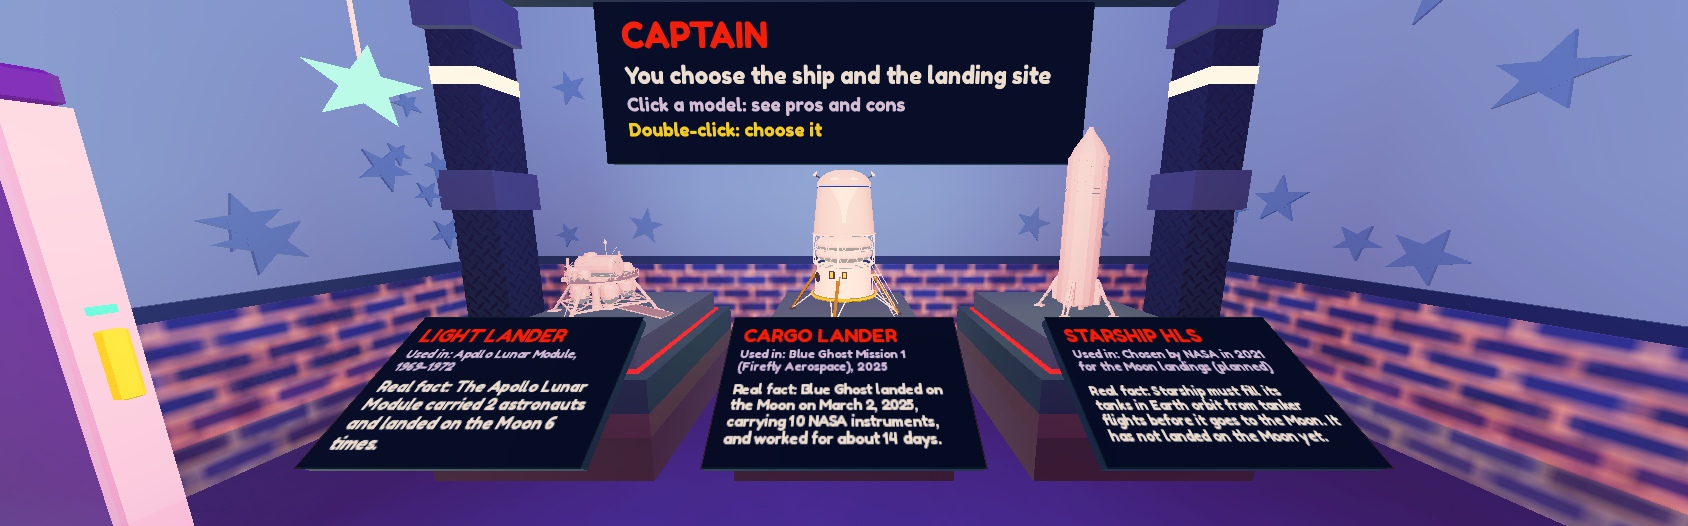 CAPTAIN
You choose the ship and the landing site
Click a model: see pros and cons
Double-click: choose it
LIGHT LANDER
Used in: Apollo Lunar Module,
1969-1972
Real fact: The Apollo Lunar
Module carried 2 astronauts
and landed on the Moon 6
times.
CARGO LANDER
Used in: Blue Ghost Mission 1
(Firefly Aerospace), 2025
Real fact: Blue Ghost landed on
the Moon on March 2, 2025,
carrying 10 NASA instruments,
and worked for about 14 days.
STARSHIP HLS
Used in: Chosen by NASA in 2021
for the Moon landings (planned)
Real fact: Starship must fill its
tanks in Earth orbit from tanker
flights before it goes to the Moon. It
has not landed on the Moon yet.